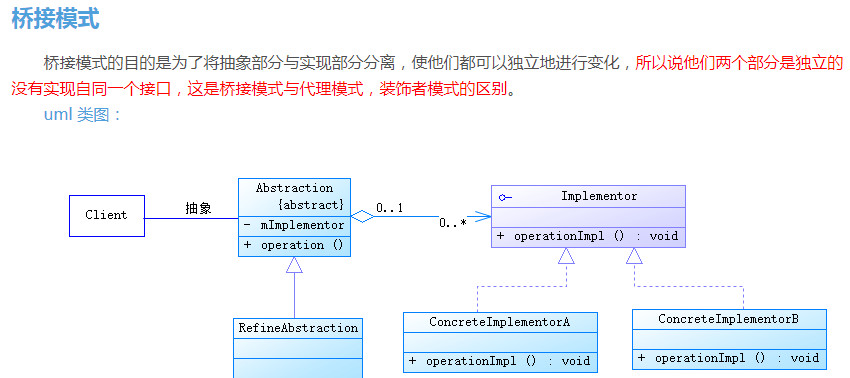 桥接模式
桥接模式的目的是为了将抽象部分与实现部分分离，使他们都可以独立地进行变化，所以说他们两个部分是独立的
没有实现自同一个接口，这是桥接模式与代理模式，装饰者模式的区别。
uml 类图：
Client
抽象
Abstraction
{abstract}
- mImplementor
+ operation ()
0..1
0..*
Implementor
+ operationImpl () : void
RefineAbstraction
ConcreteImplementorA
+ operationImpl () : void
ConcreteImplementorB
+ operationImpl () : void